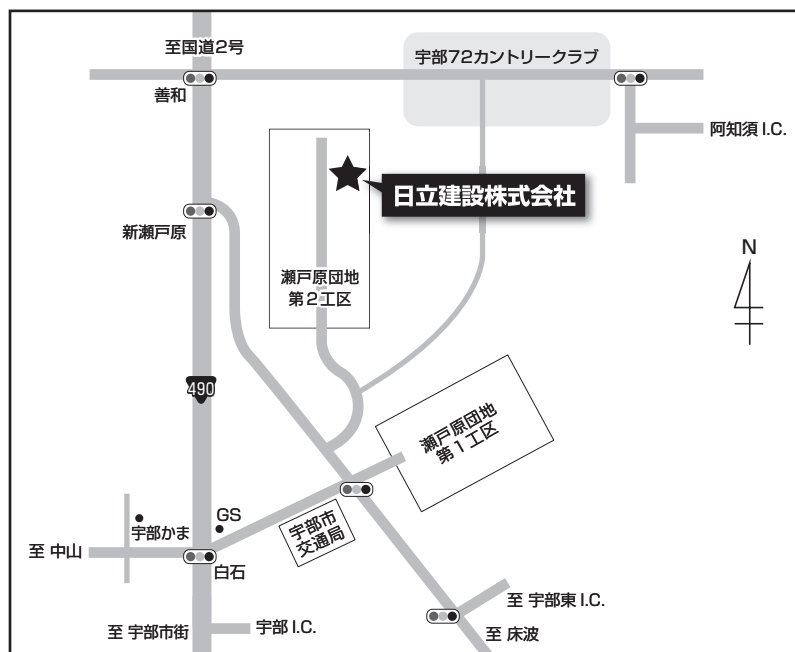 至国道2号
宇部72カントリークラブ
善和
阿知須 I.C.
日立建設株式会社
N
新瀬戸原
瀬戸原団地
第2工区
490
瀬戸原団地
第1工区
GS
宇部かま
宇部市
交通局
至 中山
白石
至 宇部東 I.C.
至 宇部市街
宇部 I.C.
至 床波